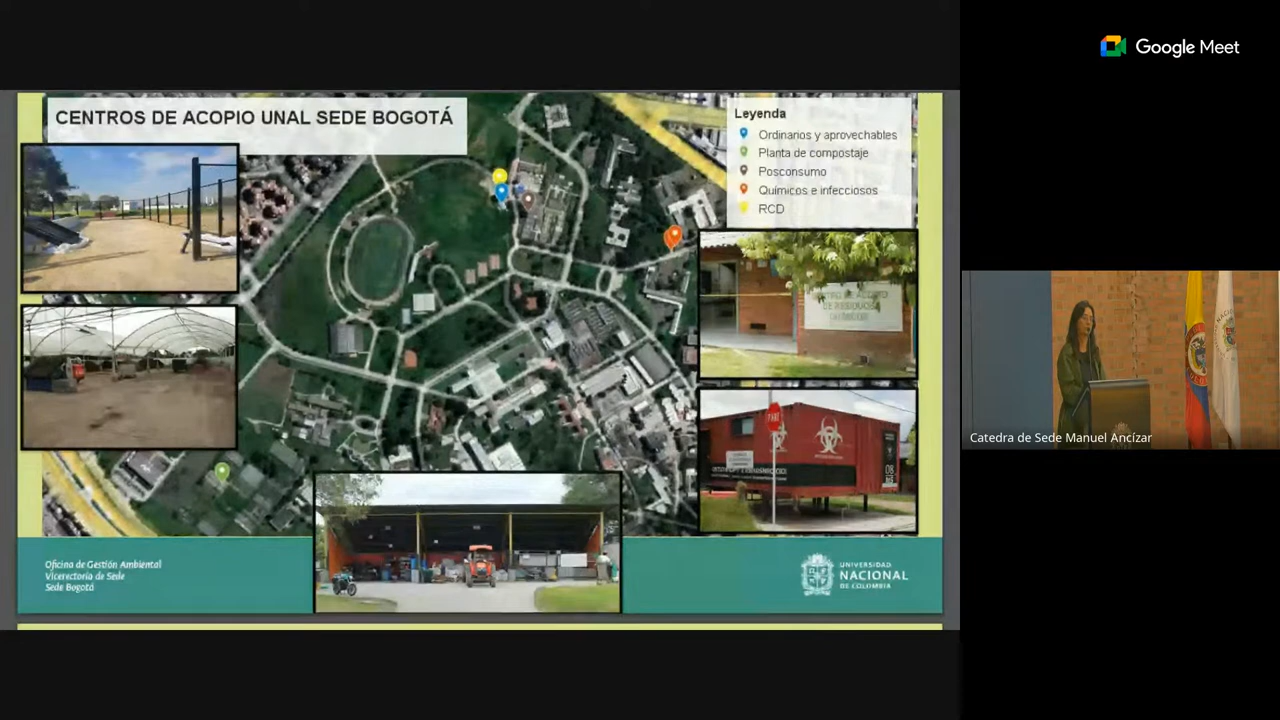 Google Meet
CENTROS DE ACOPIO UNAL SEDE BOGOTÁ
Leyenda
Ordinarios y aprovechables
Planta de compostaje
Posconsumo
Químicos e infecciosos
RCD
Oficina de Gestión Ambiental
Vicerectoría de Sede
Sede Bogotá
UNIVERSIDAD
NACIONAL
DE COLOMBIA
Catedra de Sede Manuel Ancízar